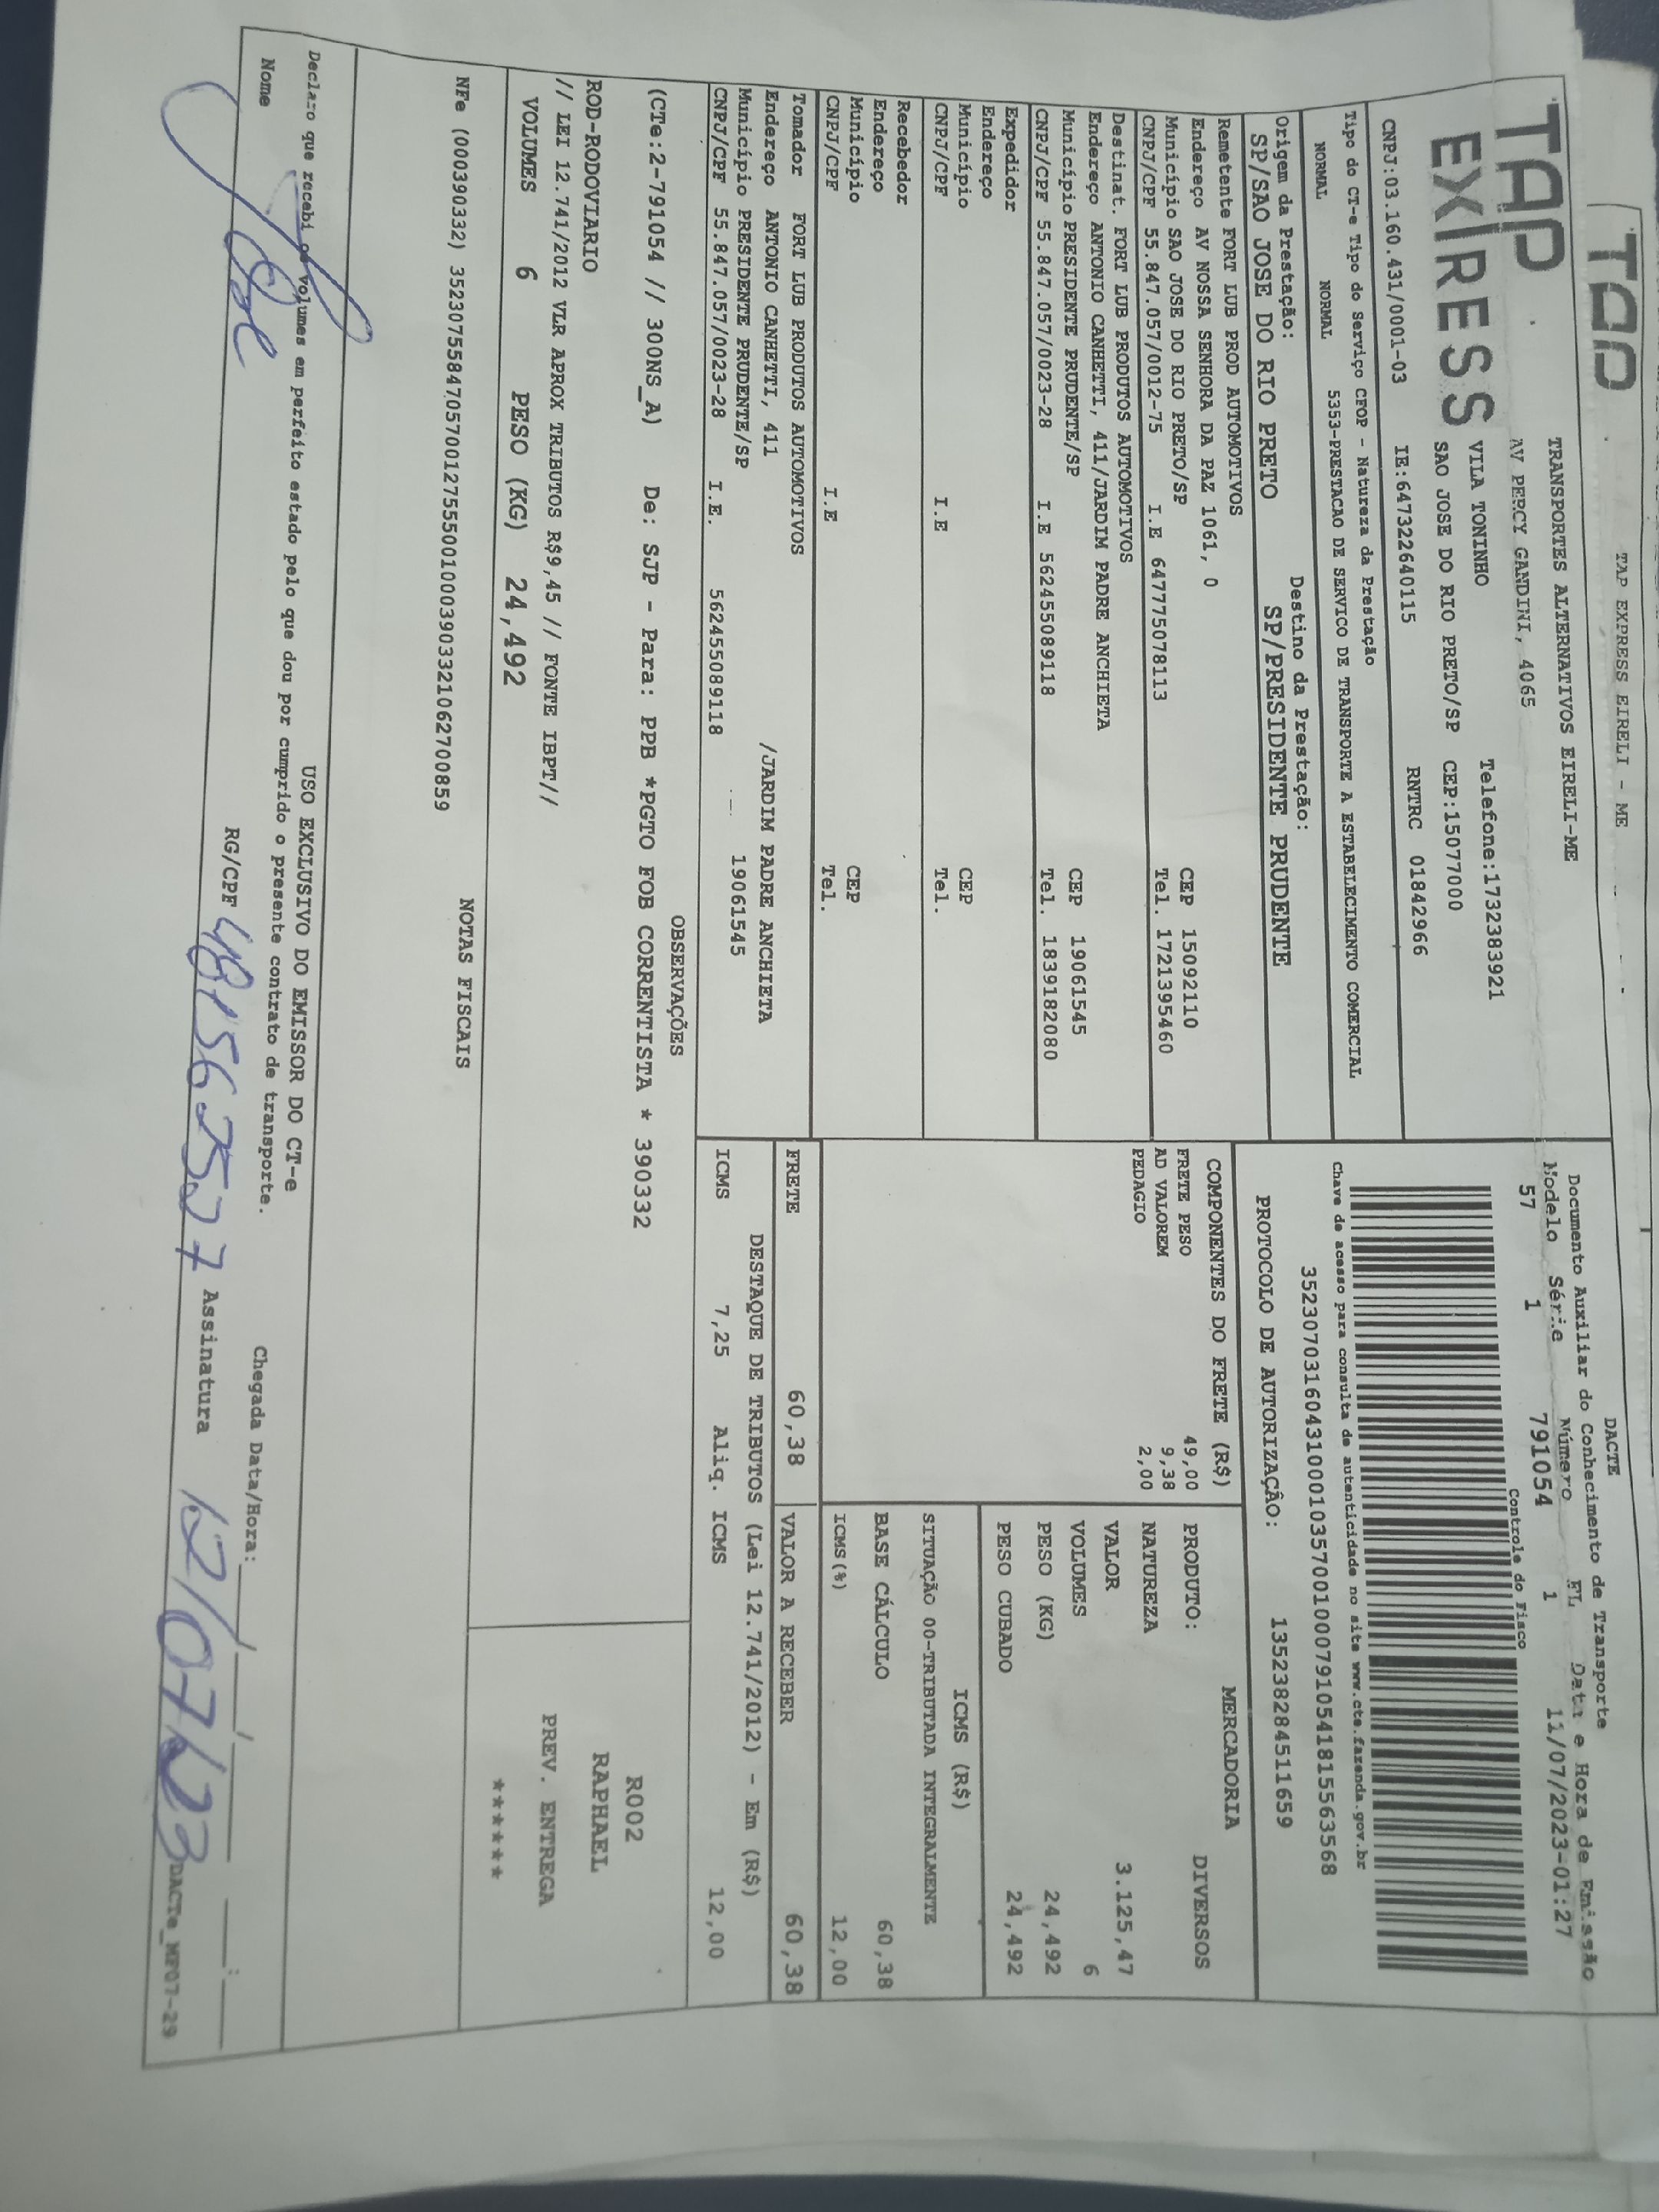 TAP
TAP EXPRESS EIRELI - ME
TAP
EXPRESS
TRANSPORTES ALTERNATIVOS EIRELI-ME
AV PERCY GANDINI, 4065
VILA TONINHO Telefone:1732383921
SAO JOSE DO RIO PRETO/SP CEP:15077000
CNPJ:03.160.431/0001-03 IE:647322640115 RNTRC 01842966
DACTE
Documento Auxiliar do Conhecimento de Transporte
Modelo Série Número FL Data e Hora de Emissão
57 1 791054 1 11/07/2023-01:27
Controle do Fisco
Tipo do CT-e Tipo do Serviço CFOP - Natureza da Prestação
NORMAL NORMAL 5353-PRESTACAO DE SERVICO DE TRANSPORTE A ESTABELECIMENTO COMERCIAL
Chave de acesso para consulta de autenticidade no site www.cte.fazenda.gov.br
35230703160431000103570010007910541815563568
Origem da Prestação: Destino da Prestação:
SP/SAO JOSE DO RIO PRETO SP/PRESIDENTE PRUDENTE
PROTOCOLO DE AUTORIZAÇÃO: 135238284511659
Remetente FORT LUB PROD AUTOMOTIVOS
Endereço AV NOSSA SENHORA DA PAZ 1061, 0
Município SAO JOSE DO RIO PRETO/SP CEP 15092110
CNPJ/CPF 55.847.057/0012-75 I.E 647775078113 Tel. 1721395460
Destinat. FORT LUB PRODUTOS AUTOMOTIVOS
Endereço ANTONIO CANHETTI, 411/JARDIM PADRE ANCHIETA
Município PRESIDENTE PRUDENTE/SP CEP 19061545
CNPJ/CPF 55.847.057/0023-28 I.E 562455089118 Tel. 1839182080
Expedidor
Endereço
Município CEP
CNPJ/CPF I.E Tel.
Recebedor
Endereço
Município CEP
CNPJ/CPF I.E Tel.
Tomador FORT LUB PRODUTOS AUTOMOTIVOS
Endereço ANTONIO CANHETTI, 411 /JARDIM PADRE ANCHIETA
Município PRESIDENTE PRUDENTE/SP 19061545
CNPJ/CPF 55.847.057/0023-28 I.E. 562455089118
COMPONENTES DO FRETE (R$)
FRETE PESO 49,00
AD VALOREM 9,38
PEDAGIO 2,00
MERCADORIA
PRODUTO: DIVERSOS
NATUREZA
VALOR 3.125,47
VOLUMES 6
PESO (KG) 24,492
PESO CUBADO 24,492
ICMS (R$)
SITUAÇÃO 00-TRIBUTADA INTEGRALMENTE
BASE CÁLCULO 60,38
ICMS(%) 12,00
FRETE 60,38 VALOR A RECEBER 60,38
DESTAQUE DE TRIBUTOS (Lei 12.741/2012) - Em (R$)
ICMS 7,25 Aliq. ICMS 12,00
OBSERVAÇÕES
(CTe:2-791054 // 300NS_A) De: SJP - Para: PPB *PGTO FOB CORRENTISTA * 390332
ROD-RODOVIARIO
// LEI 12.741/2012 VLR APROX TRIBUTOS R$9,45 // FONTE IBPT//
VOLUMES 6 PESO (KG) 24,492
R002
RAPHAEL
PREV. ENTREGA
******
NOTAS FISCAIS
NFe (000390332) 35230755847057001275550010003903321062700859
USO EXCLUSIVO DO EMISSOR DO CT-e
Declaro que recebi os volumes em perfeito estado pelo que dou por cumprido o presente contrato de transporte.
Chegada Data/Hora: ___/___/___ ___:___
Nome RG/CPF Assinatura 12/07/23
DACTe_MF07-29